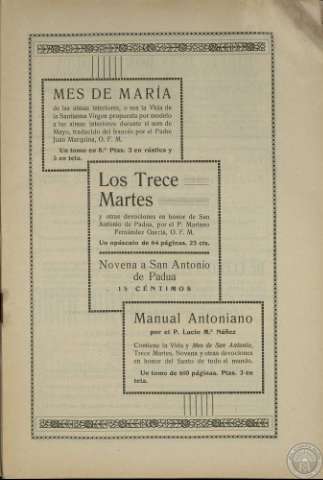 MES DE MARÍA
de las almas interiores, o sea la Vida de
la Santísima Virgen propuesta por modelo
a las almas interiores durante el mes de
Mayo, traducido del francés por el Padre
Juan Marquina, O. F. M.
Un tomo en 8.º Ptas. 2 en rústica y
3 en tela.
Los Trece
Martes
y otras devociones en honor de San
Antonio de Padua, por el P. Mariano
Fernández García, O. F. M.
Un opúsculo de 64 páginas, 25 cts.
Novena a San Antonio
de Padua
15 CÉNTIMOS
Manual Antoniano
por el P. Lucio M.ª Núñez
Contiene la Vida y Mes de San Antonio,
Trece Martes, Novena y otras devociones
en honor del Santo de todo el mundo.
Un tomo de 610 páginas. Ptas. 3 en
tela.